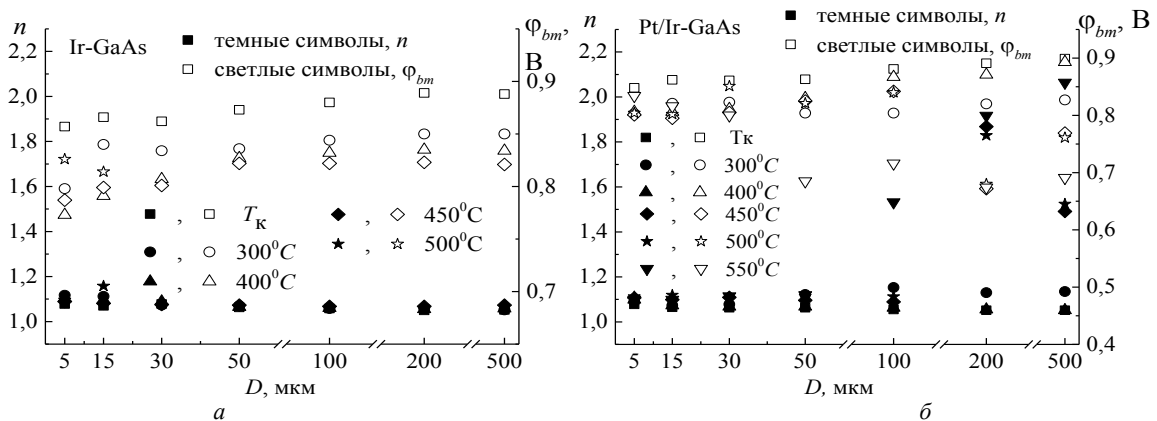 n
Ir-GaAs
■ темные символы, n
□ светлые символы, φbm
φbm,
В
2,2
2,0
1,8
1,6
1,4
1,2
1,0
0,9
0,8
0,7
■ , □ Tк
● , ○ 300⁰C
▲ , △ 400⁰C
◆ , ◇ 450⁰C
★ , ☆ 500⁰C
5 15 30 50 100 200 500
D, мкм
а
n
Pt/Ir-GaAs
■ темные символы, n
□ светлые символы, φbm
φbm, В
2,2
2,0
1,8
1,6
1,4
1,2
1,0
0,9
0,8
0,7
0,6
0,5
0,4
■ , □ Тк
● , ○ 300⁰C
▲ , △ 400⁰C
◆ , ◇ 450⁰C
★ , ☆ 500⁰C
▼ , ▽ 550⁰C
5 15 30 50 100 200 500
D, мкм
б